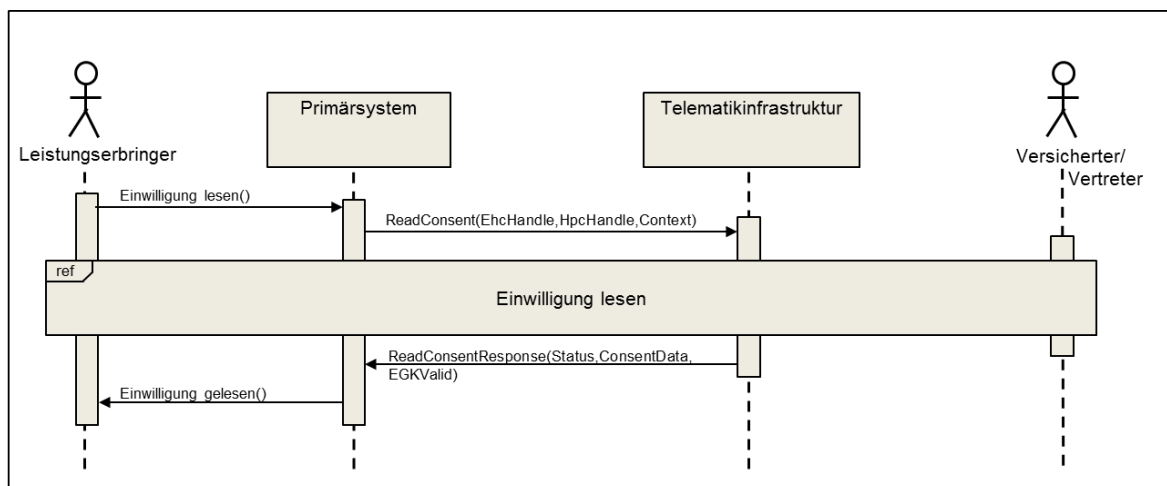 Leistungserbringer
Primärsystem
Telematikinfrastruktur
Versicherter/
Vertreter
Einwilligung lesen()
ReadConsent(EhcHandle,HpcHandle,Context)
ref
Einwilligung lesen
ReadConsentResponse(Status,ConsentData,
EGKValid)
Einwilligung gelesen()